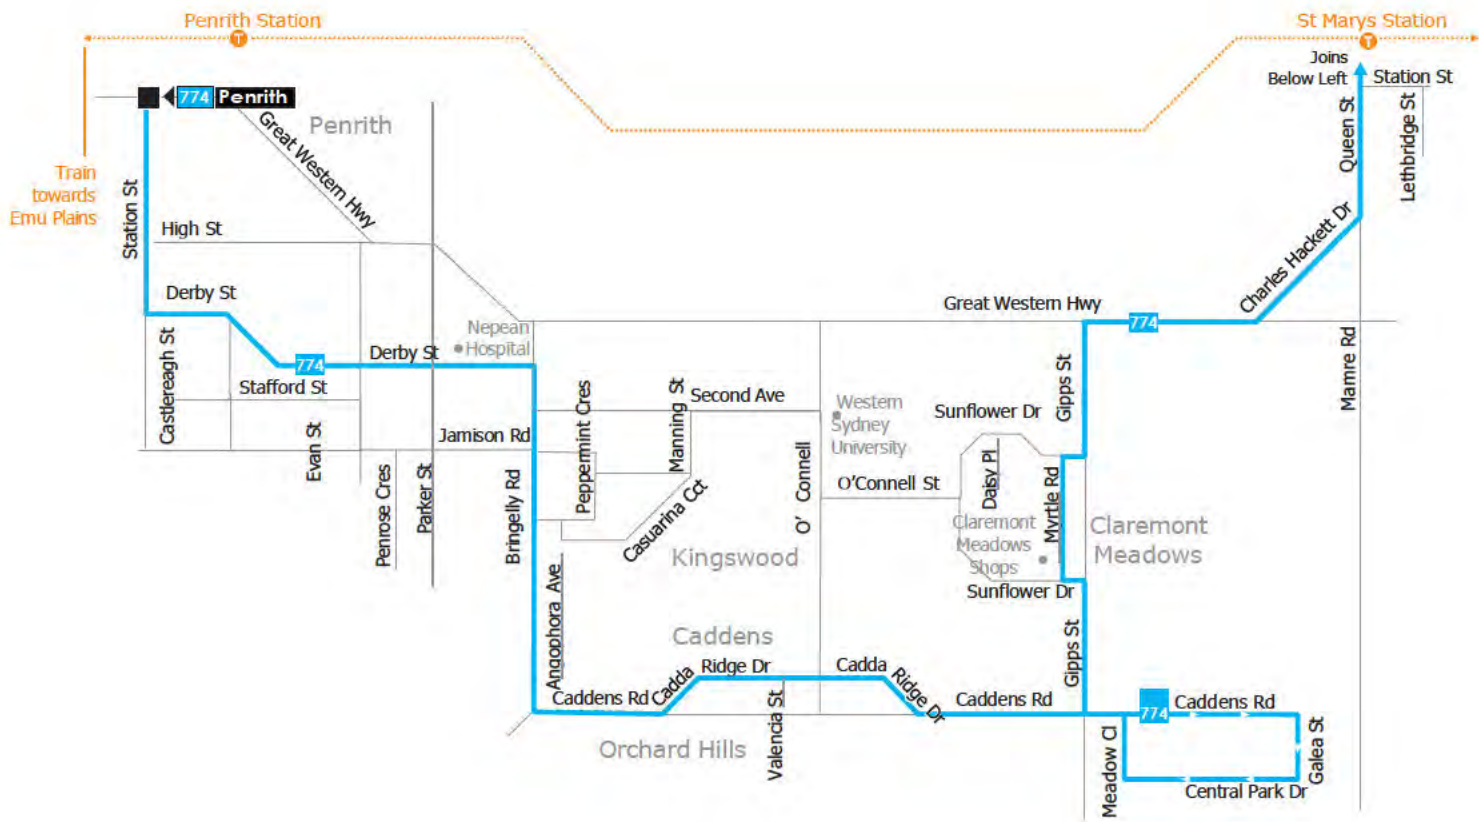 Penrith Station
St Marys Station
Joins
Below Left
Station St
774 Penrith
Penrith
Great Western Hwy
Queen St
Lethbridge St
Train
towards
Emu Plains
Station St
High St
Charles Hackett Dr
Derby St
Great Western Hwy
774
Nepean
Hospital
Derby St
774
Castlereagh St
Stafford St
Evan St
Jamison Rd
Penrose Cres
Parker St
Bringelly Rd
Peppermint Cres
Manning St
Second Ave
Western
Sydney
University
Sunflower Dr
Gipps St
Mamre Rd
O' Connell
O'Connell St
Daisy Pl
Myrtle Rd
Casuarina Cct
Kingswood
Claremont
Meadows
Shops
Claremont
Meadows
Sunflower Dr
Angophora Ave
Caddens
Gipps St
Caddens Rd
Cadda
Ridge Dr
Cadda
Ridge Dr
Caddens Rd
774
Caddens Rd
Orchard Hills
Valencia St
Meadow Cl
Galea St
Central Park Dr